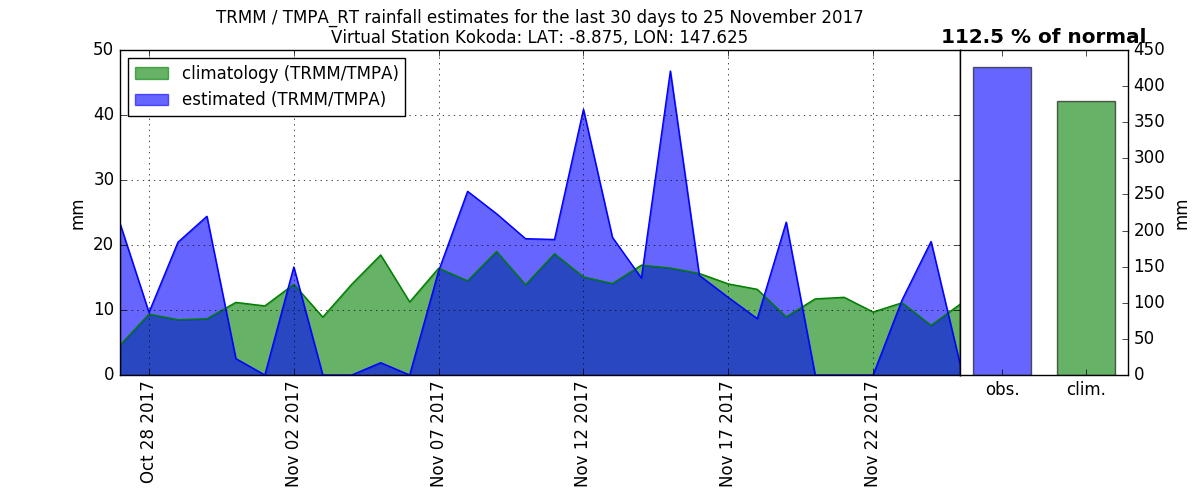 TRMM / TMPA_RT rainfall estimates for the last 30 days to 25 November 2017
Virtual Station Kokoda: LAT: -8.875, LON: 147.625
112.5 % of normal
climatology (TRMM/TMPA)
estimated (TRMM/TMPA)
50
40
30
20
10
0
mm
450
400
350
300
250
200
150
100
50
0
mm
obs.
clim.
Oct 28 2017
Nov 02 2017
Nov 07 2017
Nov 12 2017
Nov 17 2017
Nov 22 2017